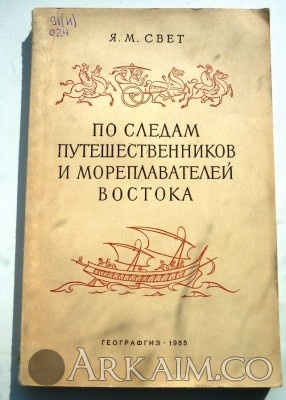 91(И)
С24
Я. М. СВЕТ
ПО СЛЕДАМ
ПУТЕШЕСТВЕННИКОВ
И МОРЕПЛАВАТЕЛЕЙ
ВОСТОКА
ГЕОГРАФГИЗ • 1955
ARKAIM.CO